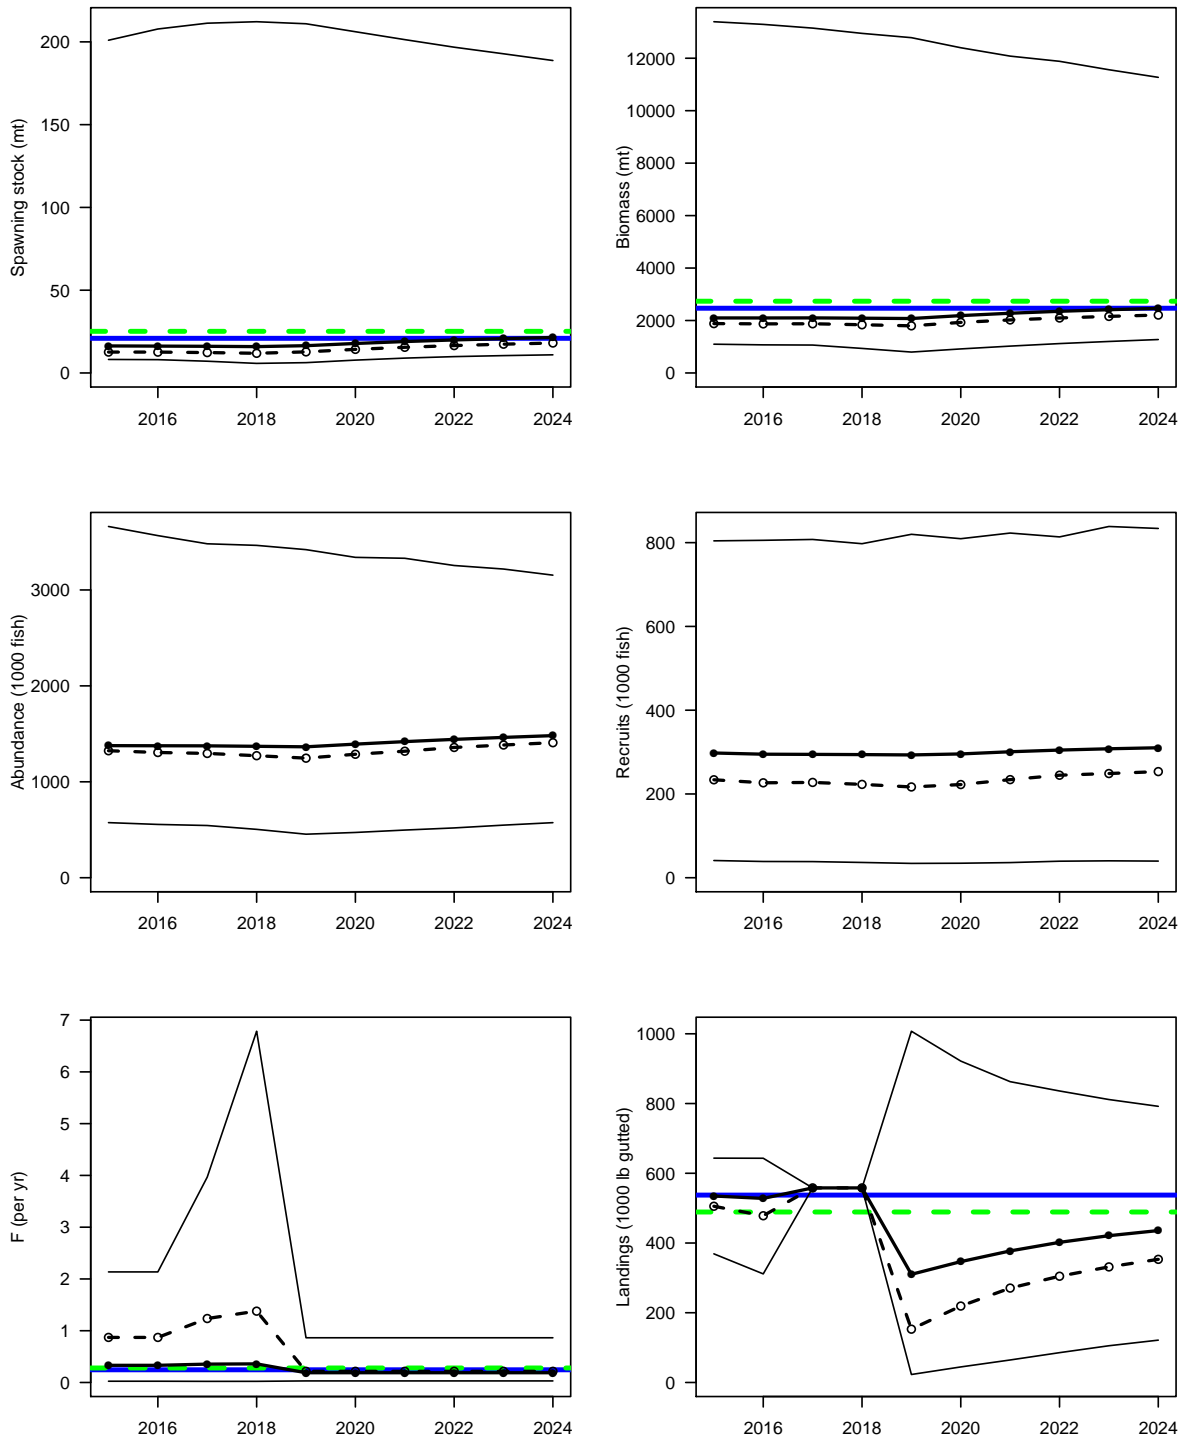 Spawning stock (mt)
200
150
100
50
0
2016 2018 2020 2022 2024
Biomass (mt)
12000
10000
8000
6000
4000
2000
0
2016 2018 2020 2022 2024
Abundance (1000 fish)
3000
2000
1000
0
2016 2018 2020 2022 2024
Recruits (1000 fish)
800
600
400
200
0
2016 2018 2020 2022 2024
F (per yr)
7
6
5
4
3
2
1
0
2016 2018 2020 2022 2024
Landings (1000 lb gutted)
1000
800
600
400
200
0
2016 2018 2020 2022 2024